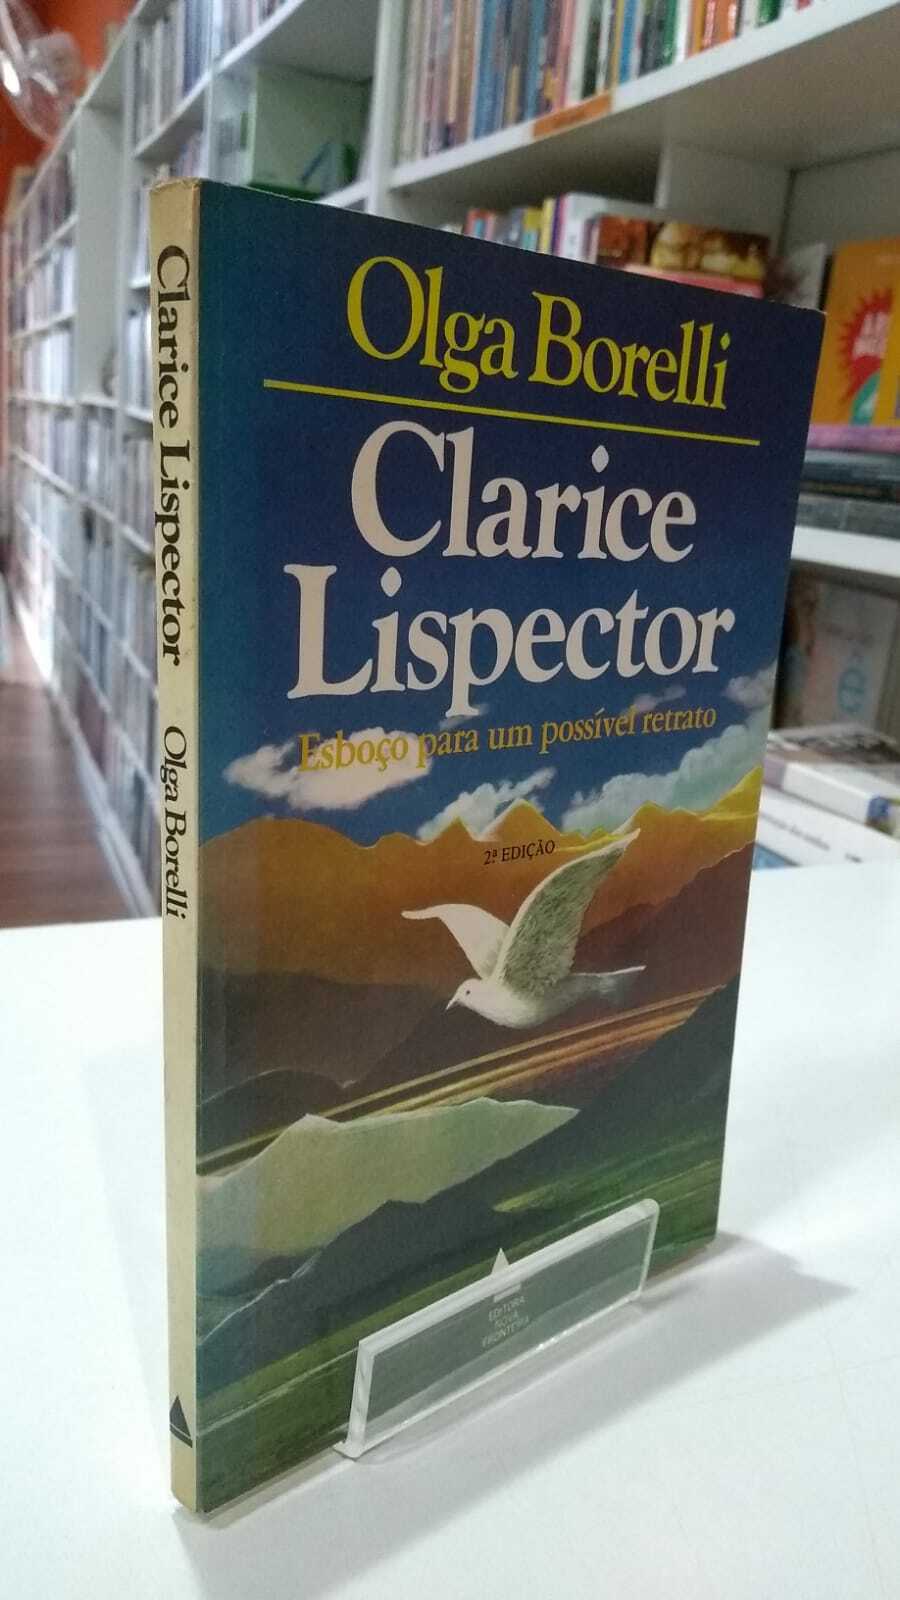 Olga Borelli
Clarice
Lispector
Esboço para um possível retrato
2ª EDIÇÃO
EDITORA
NOVA
FRONTEIRA
Clarice Lispector Olga Borelli